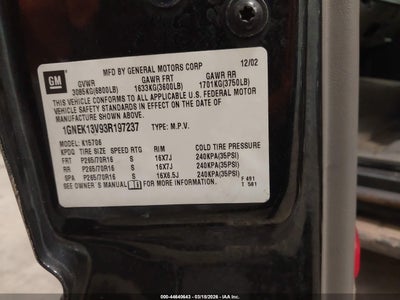 GM
MFD BY GENERAL MOTORS CORP 12/02
GVWR GAWR FRT GAWR RR
3085KG(6800LB) 1633KG(3600LB) 1701KG(3750LB)
THIS VEHICLE CONFORMS TO ALL APPLICABLE U.S. FEDERAL MOTOR
VEHICLE SAFETY STANDARDS IN EFFECT ON THE DATE OF
MANUFACTURE SHOWN ABOVE.
1GNEK13V93R197237 TYPE: M.P.V.
MODEL: K15706
KPDQ TIRE SIZE SPEED RTG RIM COLD TIRE PRESSURE
FRT P265/70R16 S 16X7J 240KPA(35PSI)
RR P265/70R16 S 16X7J 240KPA(35PSI)
SPA P265/70R16 S 16X6.5J 240KPA(35PSI)
SEE OWNER'S MANUAL FOR MORE INFORMATION. F 491
T 501
000-44640643 - 03/18/2026 - IAA, Inc.